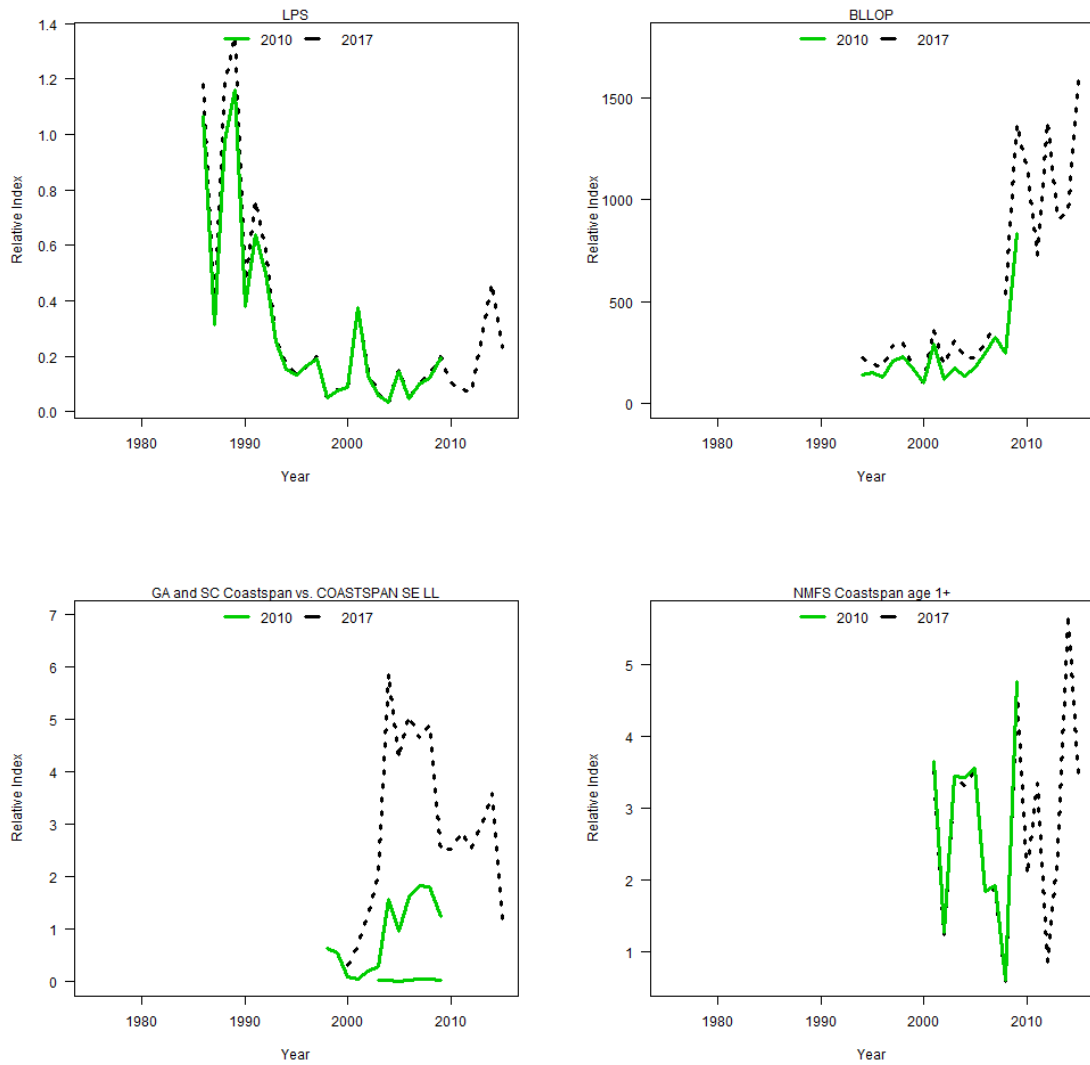 LPS
2010 2017
1.4
1.2
1.0
0.8
0.6
0.4
0.2
0.0
Relative Index
1980 1990 2000 2010
Year
BLLOP
2010 2017
1500
1000
500
0
Relative Index
1980 1990 2000 2010
Year
GA and SC Coastspan vs. COASTSPAN SE LL
2010 2017
7
6
5
4
3
2
1
0
Relative Index
1980 1990 2000 2010
Year
NMFS Coastspan age 1+
2010 2017
5
4
3
2
1
Relative Index
1980 1990 2000 2010
Year